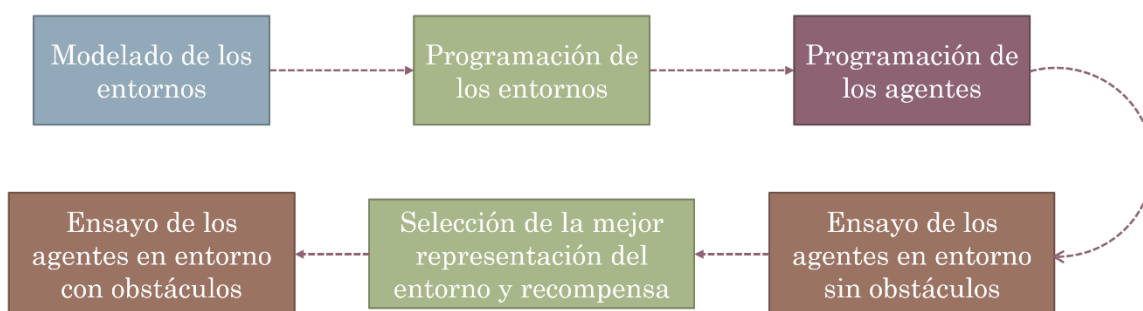 Modelado de los
entornos
Programación de
los entornos
Programación de
los agentes
Ensayo de los
agentes en entorno
sin obstáculos
Selección de la mejor
representación del
entorno y recompensa
Ensayo de los
agentes en entorno
con obstáculos